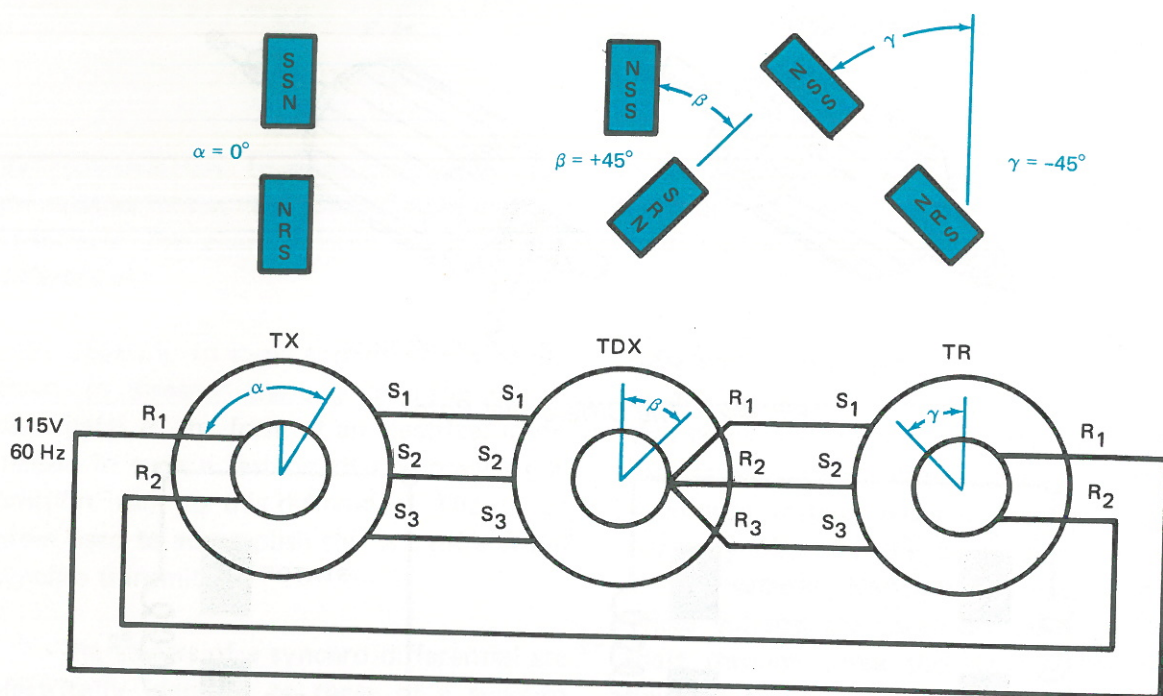 S
S
N
α = 0°
N
R
S
N
S
S
β
β = +45°
S R N
N S S
γ
N R S
γ = –45°
TX
TDX
TR
α
β
γ
115V
60 Hz
R1
R2
S1
S2
S3
S1
S2
S3
R1
R2
R3
S1
S2
S3
R1
R2